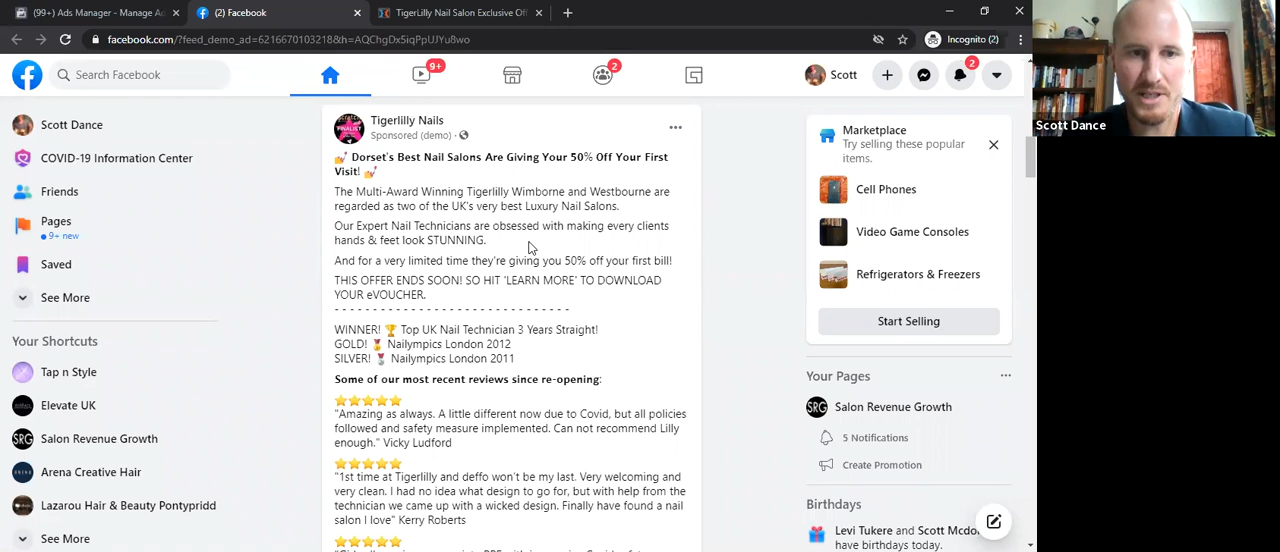 (99+) Ads Manager - Manage Ac
(2) Facebook
TigerLilly Nail Salon Exclusive Off
facebook.com/?feed_demo_ad=6216670103218&h=AQChgDx5iqPpUJYu8wo
Incognito (2)
Search Facebook
9+
2
Scott
2
Scott Dance
Scott Dance
COVID-19 Information Center
Friends
Pages
9+ new
Saved
See More
Your Shortcuts
Tap n Style
Elevate UK
SRG
Salon Revenue Growth
Arena Creative Hair
Lazarou Hair & Beauty Pontypridd
See More
FINALIST
Tigerlilly Nails
Sponsored (demo) ·
Dorset's Best Nail Salons Are Giving Your 50% Off Your First
Visit!
The Multi-Award Winning Tigerlilly Wimborne and Westbourne are
regarded as two of the UK's very best Luxury Nail Salons.
Our Expert Nail Technicians are obsessed with making every clients
hands & feet look STUNNING.
And for a very limited time they're giving you 50% off your first bill!
THIS OFFER ENDS SOON! SO HIT 'LEARN MORE' TO DOWNLOAD
YOUR eVOUCHER.
- - - - - - - - - - - - - - - - - - - - - - - - - - - - - -
WINNER! 🏆 Top UK Nail Technician 3 Years Straight!
GOLD! 🥇 Nailympics London 2012
SILVER! 🥈 Nailympics London 2011
Some of our most recent reviews since re-opening:
"Amazing as always. A little different now due to Covid, but all policies
followed and safety measure implemented. Can not recommend Lilly
enough." Vicky Ludford
"1st time at Tigerlilly and deffo won't be my last. Very welcoming and
very clean. I had no idea what design to go for, but with help from the
technician we came up with a wicked design. Finally have found a nail
salon I love" Kerry Roberts
Marketplace
Try selling these popular
items.
Cell Phones
Video Game Consoles
Refrigerators & Freezers
Start Selling
Your Pages
SRG
Salon Revenue Growth
5 Notifications
Create Promotion
Birthdays
Levi Tukere and Scott Mcdo
have birthdays today.